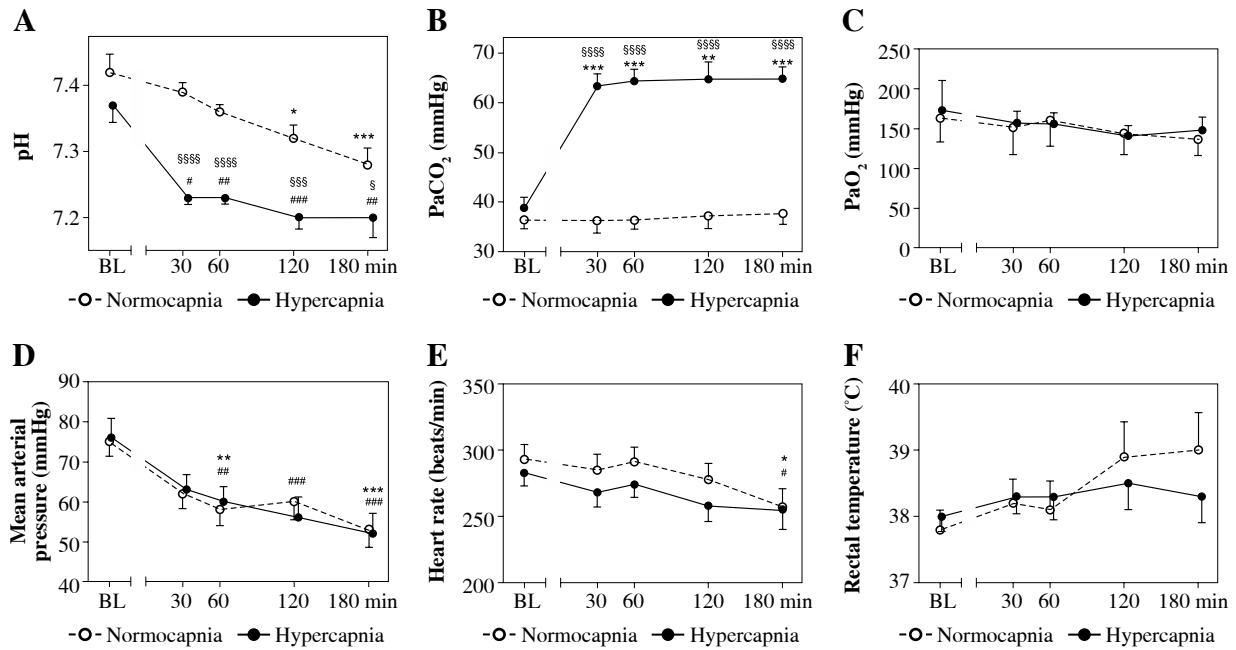 A
pH
7.4
7.3
7.2
*
***
§§§§
#
§§§§
##
§§§
###
§
##
BL
30
60
120
180 min
Normocapnia
Hypercapnia
B
PaCO2 (mmHg)
70
60
50
40
30
§§§§
***
§§§§
***
§§§§
**
§§§§
***
BL
30
60
120
180 min
Normocapnia
Hypercapnia
C
PaO2 (mmHg)
200
150
100
50
0
BL
30
60
120
180 min
Normocapnia
Hypercapnia
D
Mean arterial
pressure (mmHg)
90
80
70
60
50
40
**
##
###
***
###
BL
30
60
120
180 min
Normocapnia
Hypercapnia
E
Heart rate (beats/min)
350
300
250
200
*
#
BL
30
60
120
180 min
Normocapnia
Hypercapnia
F
Rectal temperature (°C)
40
39
38
37
BL
30
60
120
180 min
Normocapnia
Hypercapnia